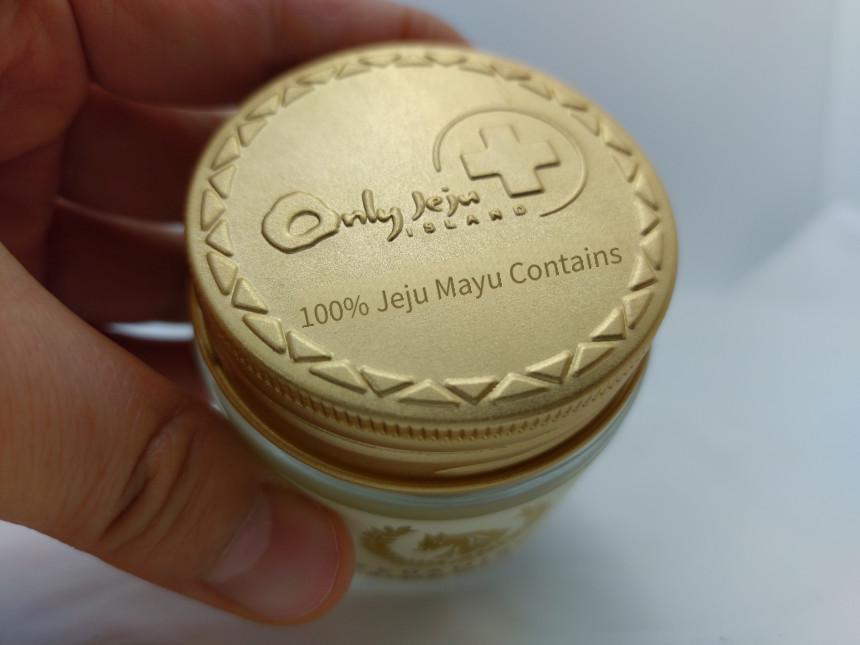 Only Jeju
ISLAND
100% Jeju Mayu Contains